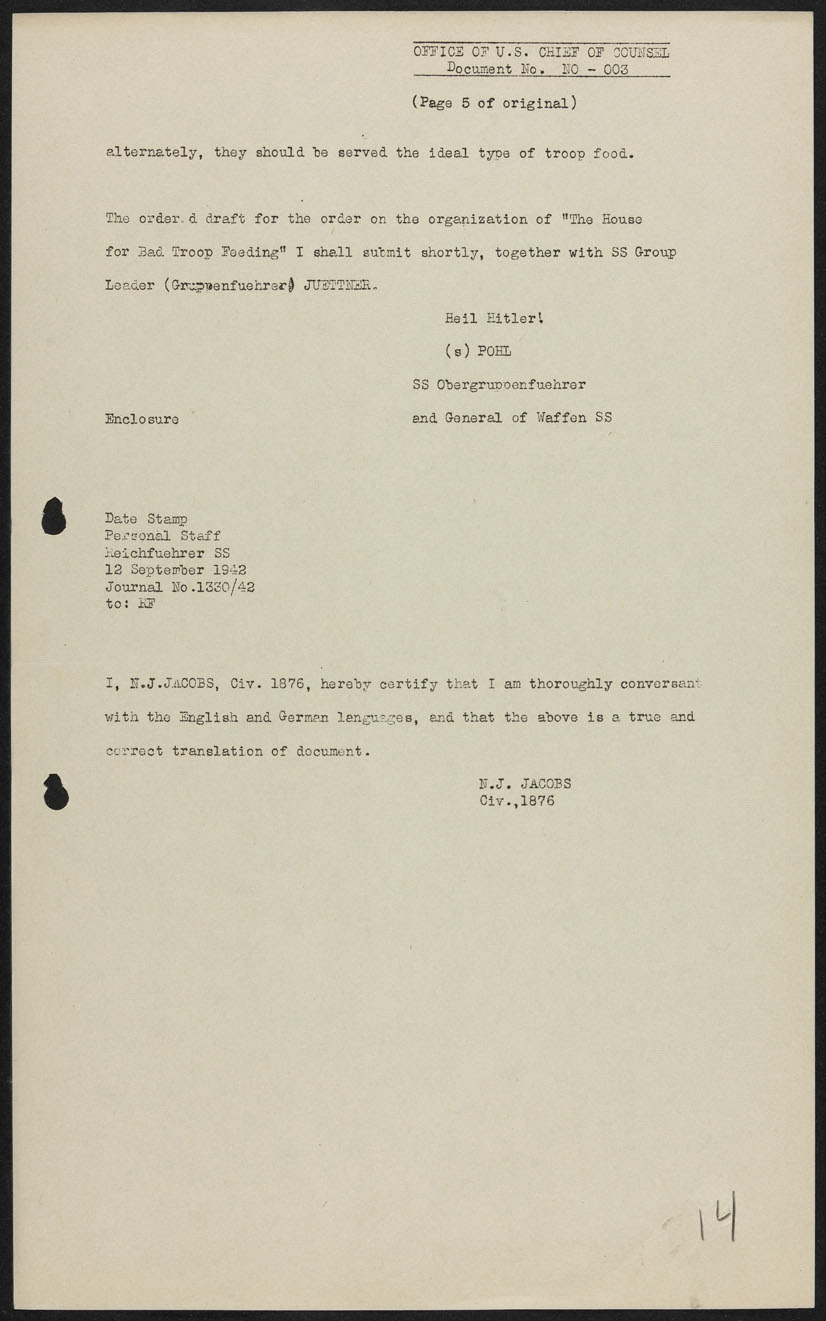 OFFICE OF U.S. CHIEF OF COUNSEL
Document No. NO - 003
(Page 5 of original)
alternately, they should be served the ideal type of troop food.
The order d draft for the order on the organization of "The House
for Bad Troop Feeding" I shall submit shortly, together with SS Group
Leader (Gruppenfuehrer) JUETTNER.
Heil Hitler!
(s) POHL
SS Obergruppenfuehrer
Enclosure and General of Waffen SS
Date Stamp
Personal Staff
Reichfuehrer SS
12 September 1942
Journal No.1330/42
to: RF
I, N.J.JACOBS, Civ. 1876, hereby certify that I am thoroughly conversant
with the English and German languages, and that the above is a true and
correct translation of document.
N.J. JACOBS
Civ.,1876
14